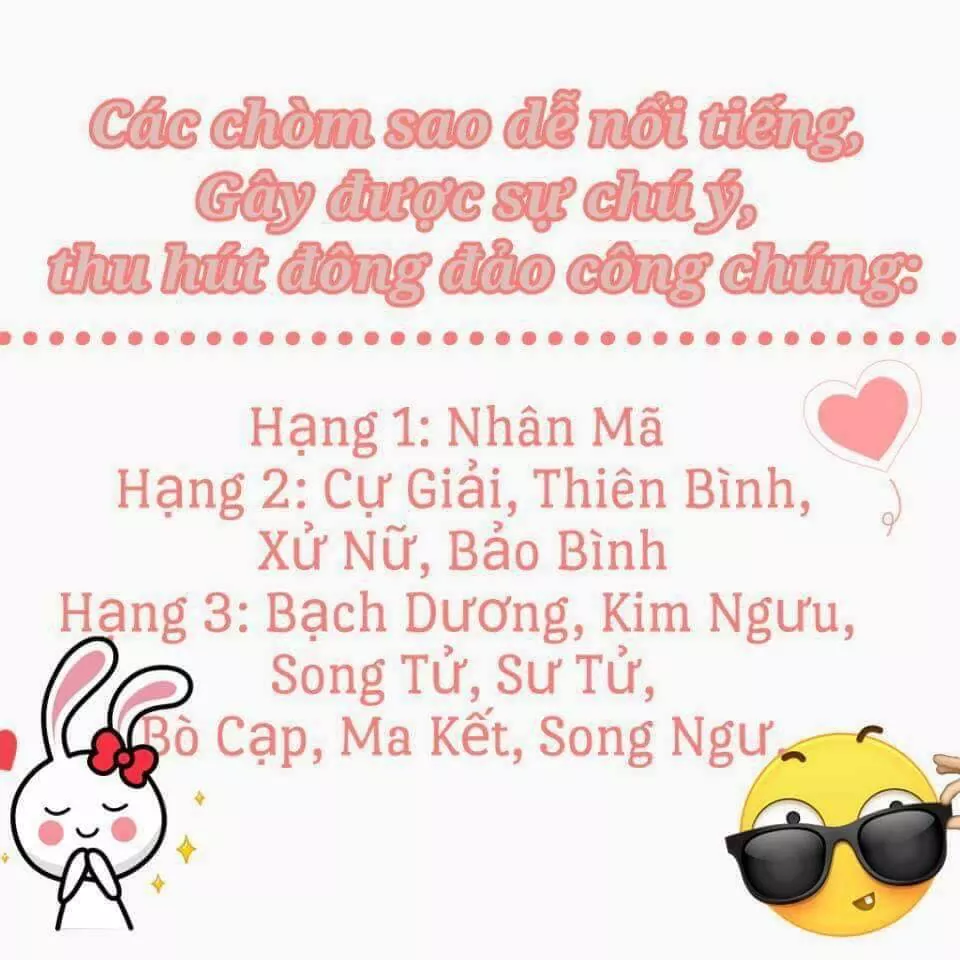 Các chòm sao dễ nổi tiếng,
Gây được sự chú ý,
thu hút đông đảo công chúng:
Hạng 1: Nhân Mã
Hạng 2: Cự Giải, Thiên Bình,
Xử Nữ, Bảo Bình
Hạng 3: Bạch Dương, Kim Ngưu,
Song Tử, Sư Tử,
Bò Cạp, Ma Kết, Song Ngư.